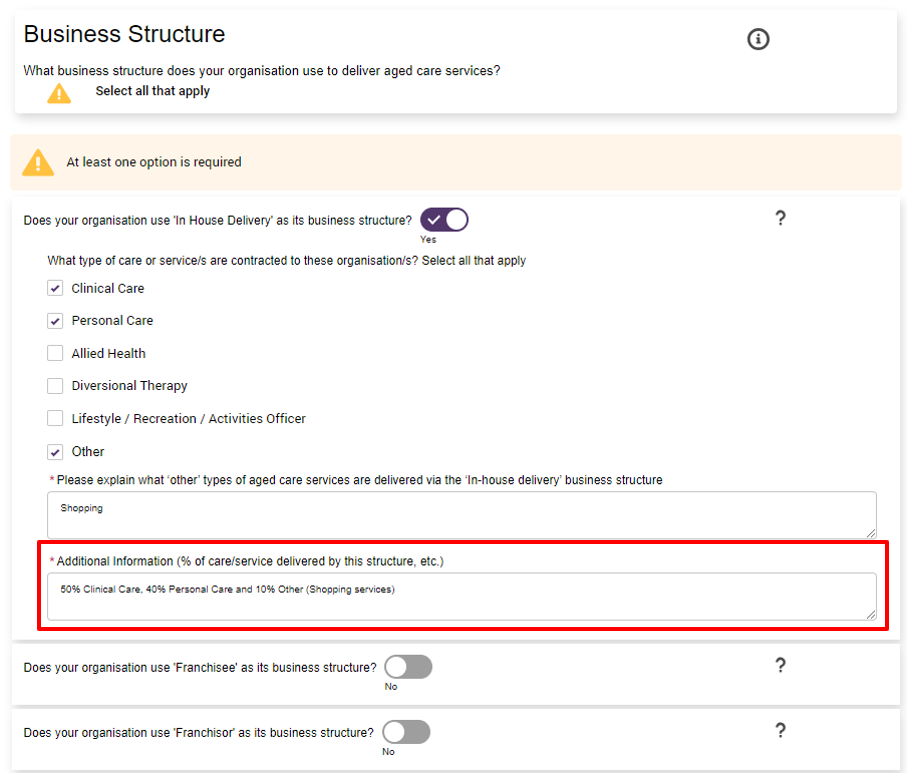 Business Structure
What business structure does your organisation use to deliver aged care services?
Select all that apply
At least one option is required
Does your organisation use 'In House Delivery' as its business structure?
Yes
?
What type of care or service/s are contracted to these organisation/s? Select all that apply
Clinical Care
Personal Care
Allied Health
Diversional Therapy
Lifestyle / Recreation / Activities Officer
Other
* Please explain what ‘other’ types of aged care services are delivered via the ‘In-house delivery’ business structure
Shopping
* Additional Information (% of care/service delivered by this structure, etc.)
50% Clinical Care, 40% Personal Care and 10% Other (Shopping services)
Does your organisation use 'Franchisee' as its business structure?
No
?
Does your organisation use 'Franchisor' as its business structure?
No
?